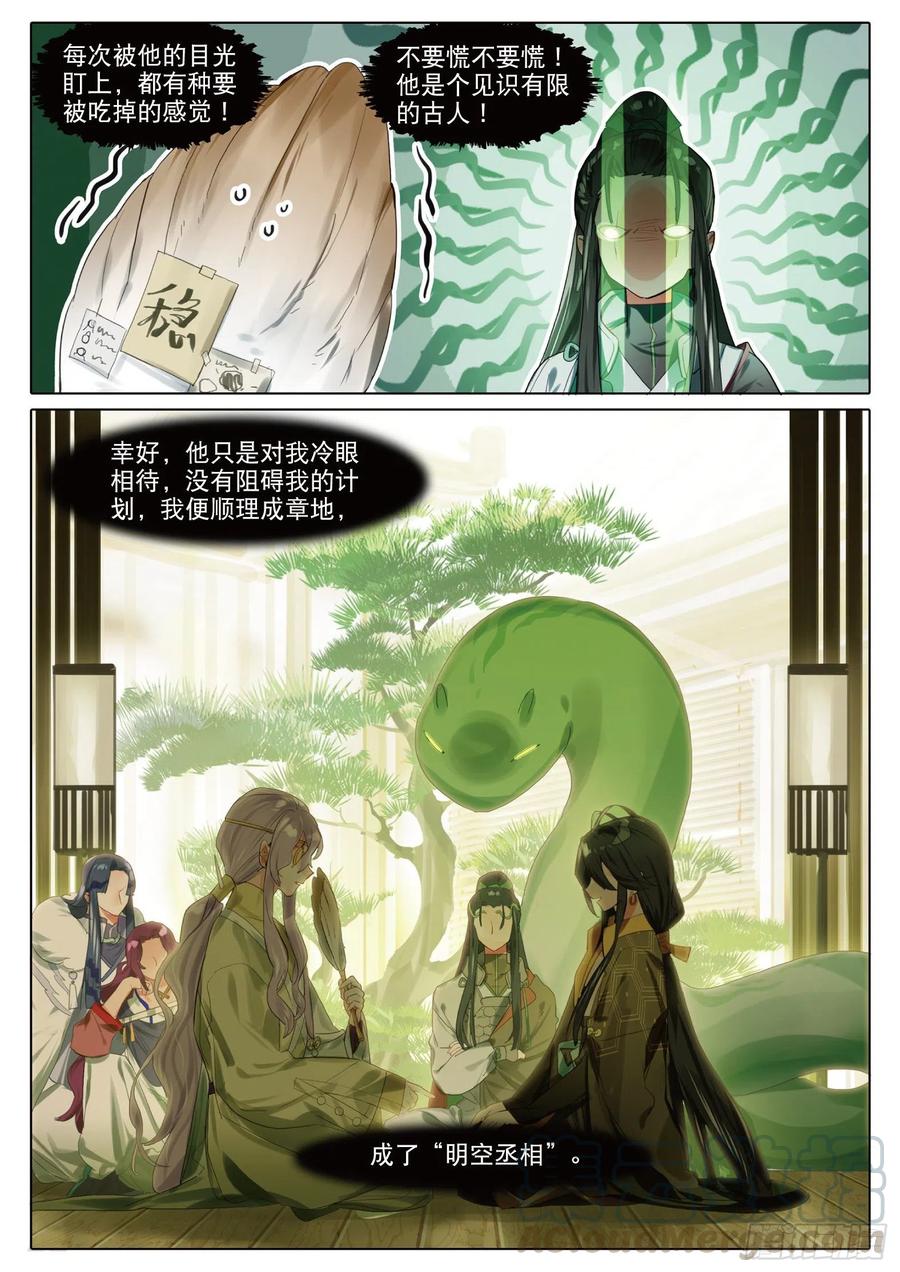 每次被他的目光
盯上，都有种要
被吃掉的感觉！
不要慌不要慌！
他是个见识有限
的古人！
稳
幸好，他只是对我冷眼
相待，没有阻碍我的计
划，我便顺理成章地，
成了“明空丞相”。